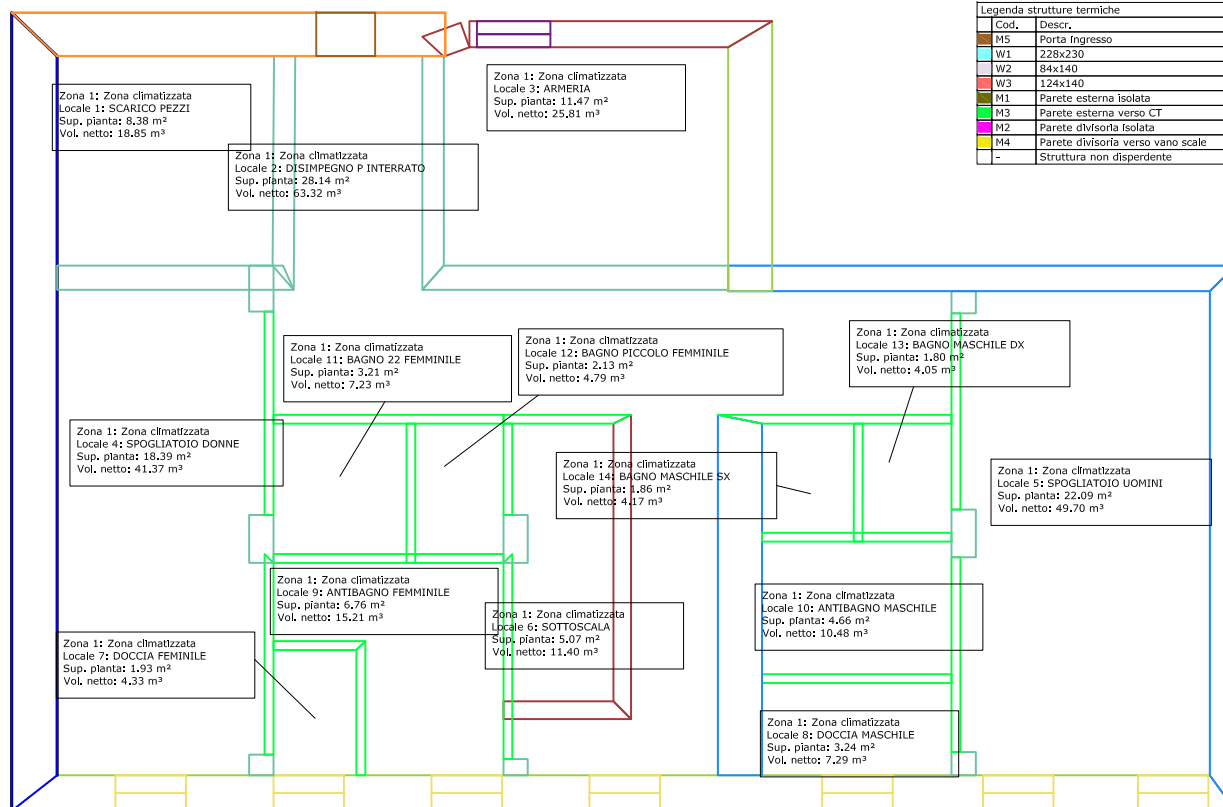 Legenda strutture termiche
Cod. Descr.
M5 Porta Ingresso
W1 228x230
W2 84x140
W3 124x140
M1 Parete esterna isolata
M3 Parete esterna verso CT
M2 Parete divisoria isolata
M4 Parete divisoria verso vano scale
- Struttura non disperdente
Zona 1: Zona climatizzata
Locale 1: SCARICO PEZZI
Sup. pianta: 8.38 m²
Vol. netto: 18.85 m³
Zona 1: Zona climatizzata
Locale 3: ARMERIA
Sup. pianta: 11.47 m²
Vol. netto: 25.81 m³
Zona 1: Zona climatizzata
Locale 2: DISIMPEGNO P INTERRATO
Sup. pianta: 28.14 m²
Vol. netto: 63.32 m³
Zona 1: Zona climatizzata
Locale 11: BAGNO 22 FEMMINILE
Sup. pianta: 3.21 m²
Vol. netto: 7.23 m³
Zona 1: Zona climatizzata
Locale 12: BAGNO PICCOLO FEMMINILE
Sup. pianta: 2.13 m²
Vol. netto: 4.79 m³
Zona 1: Zona climatizzata
Locale 13: BAGNO MASCHILE DX
Sup. pianta: 1.80 m²
Vol. netto: 4.05 m³
Zona 1: Zona climatizzata
Locale 4: SPOGLIATOIO DONNE
Sup. pianta: 18.39 m²
Vol. netto: 41.37 m³
Zona 1: Zona climatizzata
Locale 14: BAGNO MASCHILE SX
Sup. pianta: 1.86 m²
Vol. netto: 4.17 m³
Zona 1: Zona climatizzata
Locale 5: SPOGLIATOIO UOMINI
Sup. pianta: 22.09 m²
Vol. netto: 49.70 m³
Zona 1: Zona climatizzata
Locale 9: ANTIBAGNO FEMMINILE
Sup. pianta: 6.76 m²
Vol. netto: 15.21 m³
Zona 1: Zona climatizzata
Locale 6: SOTTOSCALA
Sup. pianta: 5.07 m²
Vol. netto: 11.40 m³
Zona 1: Zona climatizzata
Locale 10: ANTIBAGNO MASCHILE
Sup. pianta: 4.66 m²
Vol. netto: 10.48 m³
Zona 1: Zona climatizzata
Locale 7: DOCCIA FEMINILE
Sup. pianta: 1.93 m²
Vol. netto: 4.33 m³
Zona 1: Zona climatizzata
Locale 8: DOCCIA MASCHILE
Sup. pianta: 3.24 m²
Vol. netto: 7.29 m³